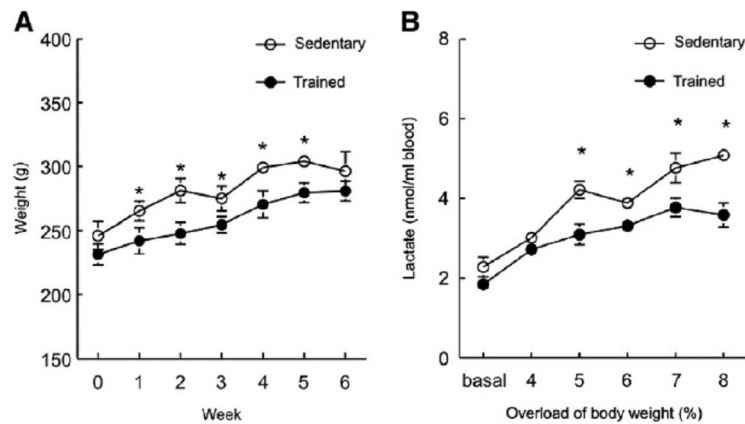 A
Sedentary
Trained
Weight (g)
400
350
300
250
200
150
* * * * *
0 1 2 3 4 5 6
Week
B
Sedentary
Trained
Lactate (nmol/ml blood)
8
6
4
2
0
* * * *
basal 4 5 6 7 8
Overload of body weight (%)